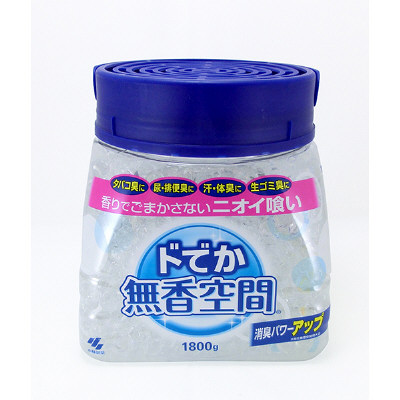 タバコ臭に 尿・排便臭に 汗・体臭に 生ゴミ臭に
香りでごまかさないニオイ喰い
ドでか
無香空間
消臭パワーアップ
1800g